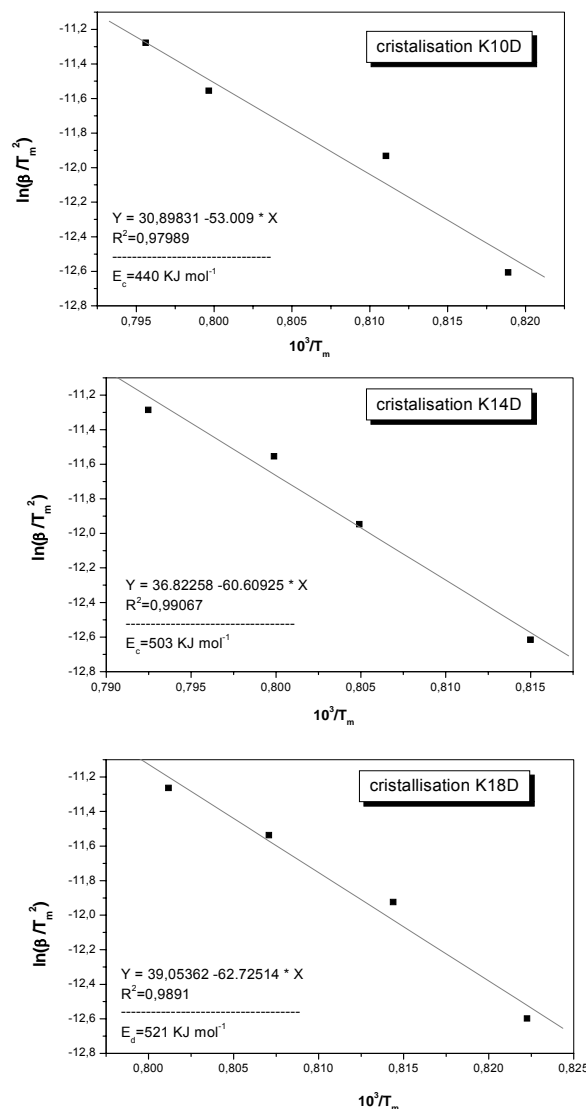 cristalisation K10D
ln(β /Tm²)
-11,2
-11,4
-11,6
-11,8
-12,0
-12,2
-12,4
-12,6
-12,8
Y = 30,89831 -53.009 * X
R²=0,97989
--------------------------------
Ec=440 KJ mol⁻¹
0,795 0,800 0,805 0,810 0,815 0,820
10³/Tm
cristalisation K14D
ln(β /Tm²)
-11,2
-11,4
-11,6
-11,8
-12,0
-12,2
-12,4
-12,6
-12,8
Y = 36.82258 -60.60925 * X
R²=0,99067
----------------------------------
Ec=503 KJ mol⁻¹
0,790 0,795 0,800 0,805 0,810 0,815
10³/Tm
cristallisation K18D
ln(β /Tm²)
-11,2
-11,4
-11,6
-11,8
-12,0
-12,2
-12,4
-12,6
-12,8
Y = 39,05362 -62.72514 * X
R²=0,9891
------------------------------------
Ed=521 KJ mol⁻¹
0,800 0,805 0,810 0,815 0,820 0,825
10³/Tm